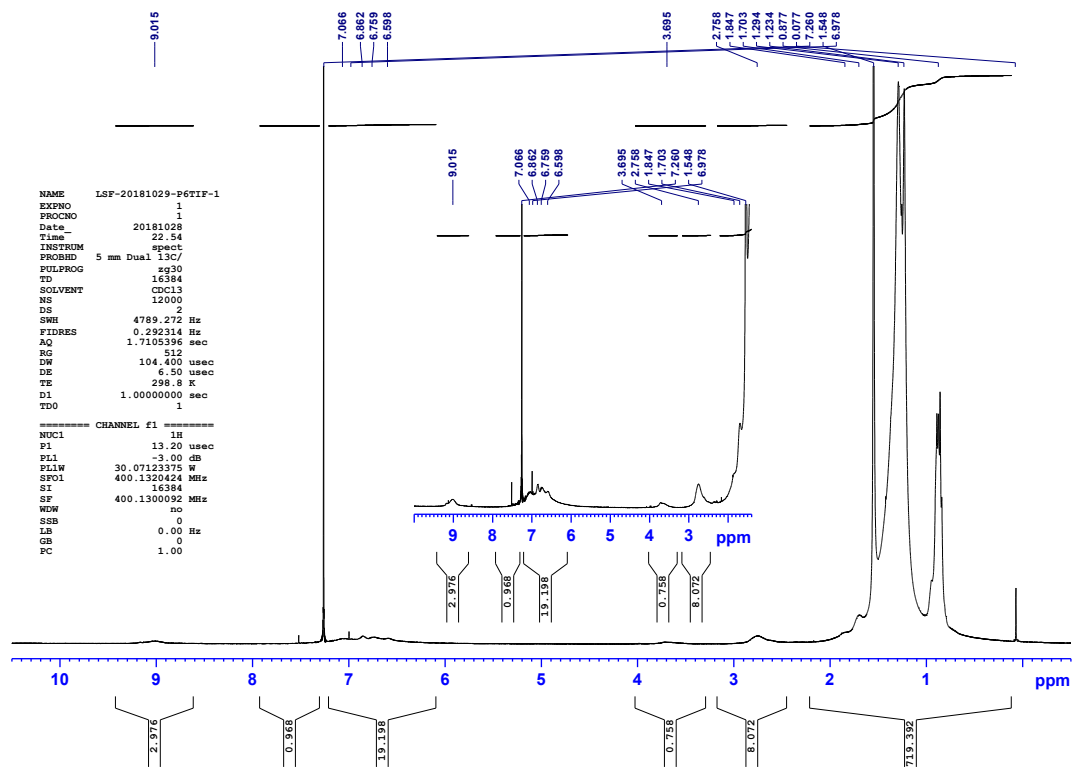 9.015
7.066
6.862
6.759
6.598
3.695
2.758
1.847
1.703
1.294
1.234
0.877
0.077
7.260
1.548
6.978
9.015
7.066
6.862
6.759
6.598
3.695
2.758
1.847
1.703
7.260
1.548
6.978
NAME LSF-20181029-P6TIF-1
EXPNO 1
PROCNO 1
Date_ 20181028
Time 22.54
INSTRUM spect
PROBHD 5 mm Dual 13C/
PULPROG zg30
TD 16384
SOLVENT CDCl3
NS 12000
DS 2
SWH 4789.272 Hz
FIDRES 0.292314 Hz
AQ 1.7105396 sec
RG 512
DW 104.400 usec
DE 6.50 usec
TE 298.8 K
D1 1.00000000 sec
TD0 1
======== CHANNEL f1 ========
NUC1 1H
P1 13.20 usec
PL1 -3.00 dB
PL1W 30.07123375 W
SFO1 400.1320424 MHz
SI 16384
SF 400.1300092 MHz
WDW no
SSB 0
LB 0.00 Hz
GB 0
PC 1.00
9 8 7 6 5 4 3 ppm
2.976
0.968
19.198
0.758
8.072
10 9 8 7 6 5 4 3 2 1 ppm
2.976
0.968
19.198
0.758
8.072
719.392